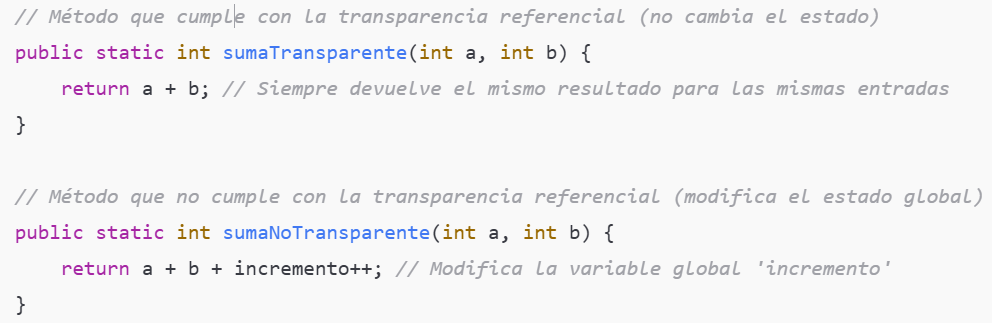 // Método que cumple con la transparencia referencial (no cambia el estado)
public static int sumaTransparente(int a, int b) {
    return a + b; // Siempre devuelve el mismo resultado para las mismas entradas
}

// Método que no cumple con la transparencia referencial (modifica el estado global)
public static int sumaNoTransparente(int a, int b) {
    return a + b + incremento++; // Modifica la variable global 'incremento'
}